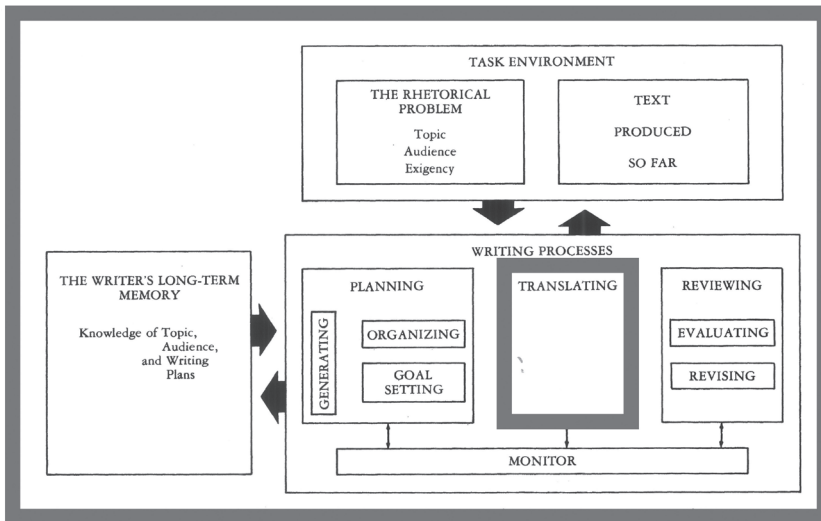 TASK ENVIRONMENT
THE RHETORICAL
PROBLEM
Topic
Audience
Exigency
TEXT
PRODUCED
SO FAR
WRITING PROCESSES
THE WRITER'S LONG-TERM
MEMORY
Knowledge of Topic,
Audience,
and Writing
Plans
PLANNING
GENERATING
ORGANIZING
GOAL
SETTING
TRANSLATING
REVIEWING
EVALUATING
REVISING
MONITOR